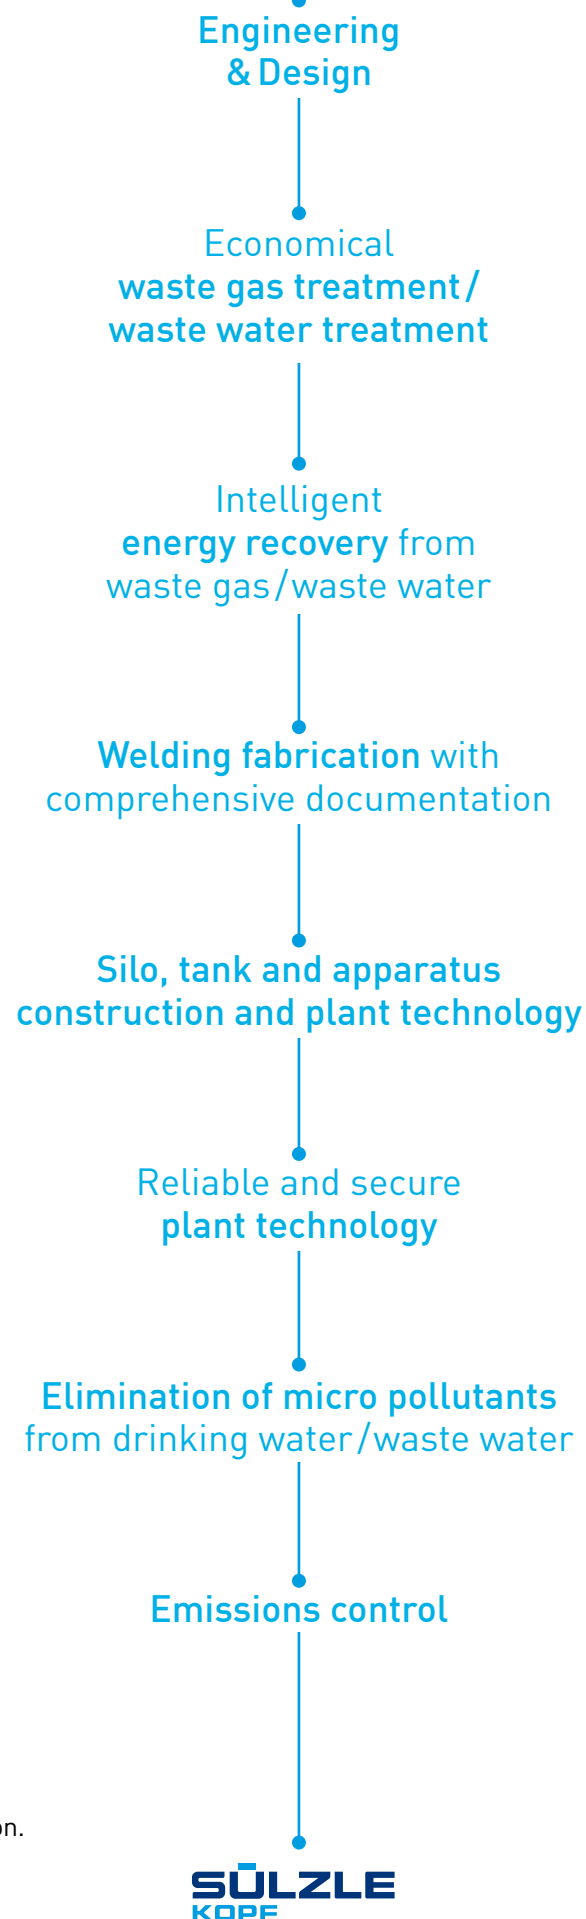 Engineering
& Design
Economical
waste gas treatment /
waste water treatment
Intelligent
energy recovery from
waste gas / waste water
Welding fabrication with
comprehensive documentation
Silo, tank and apparatus
construction and plant technology
Reliable and secure
plant technology
Elimination of micro pollutants
from drinking water / waste water
Emissions control
SÜLZLE
KOPF